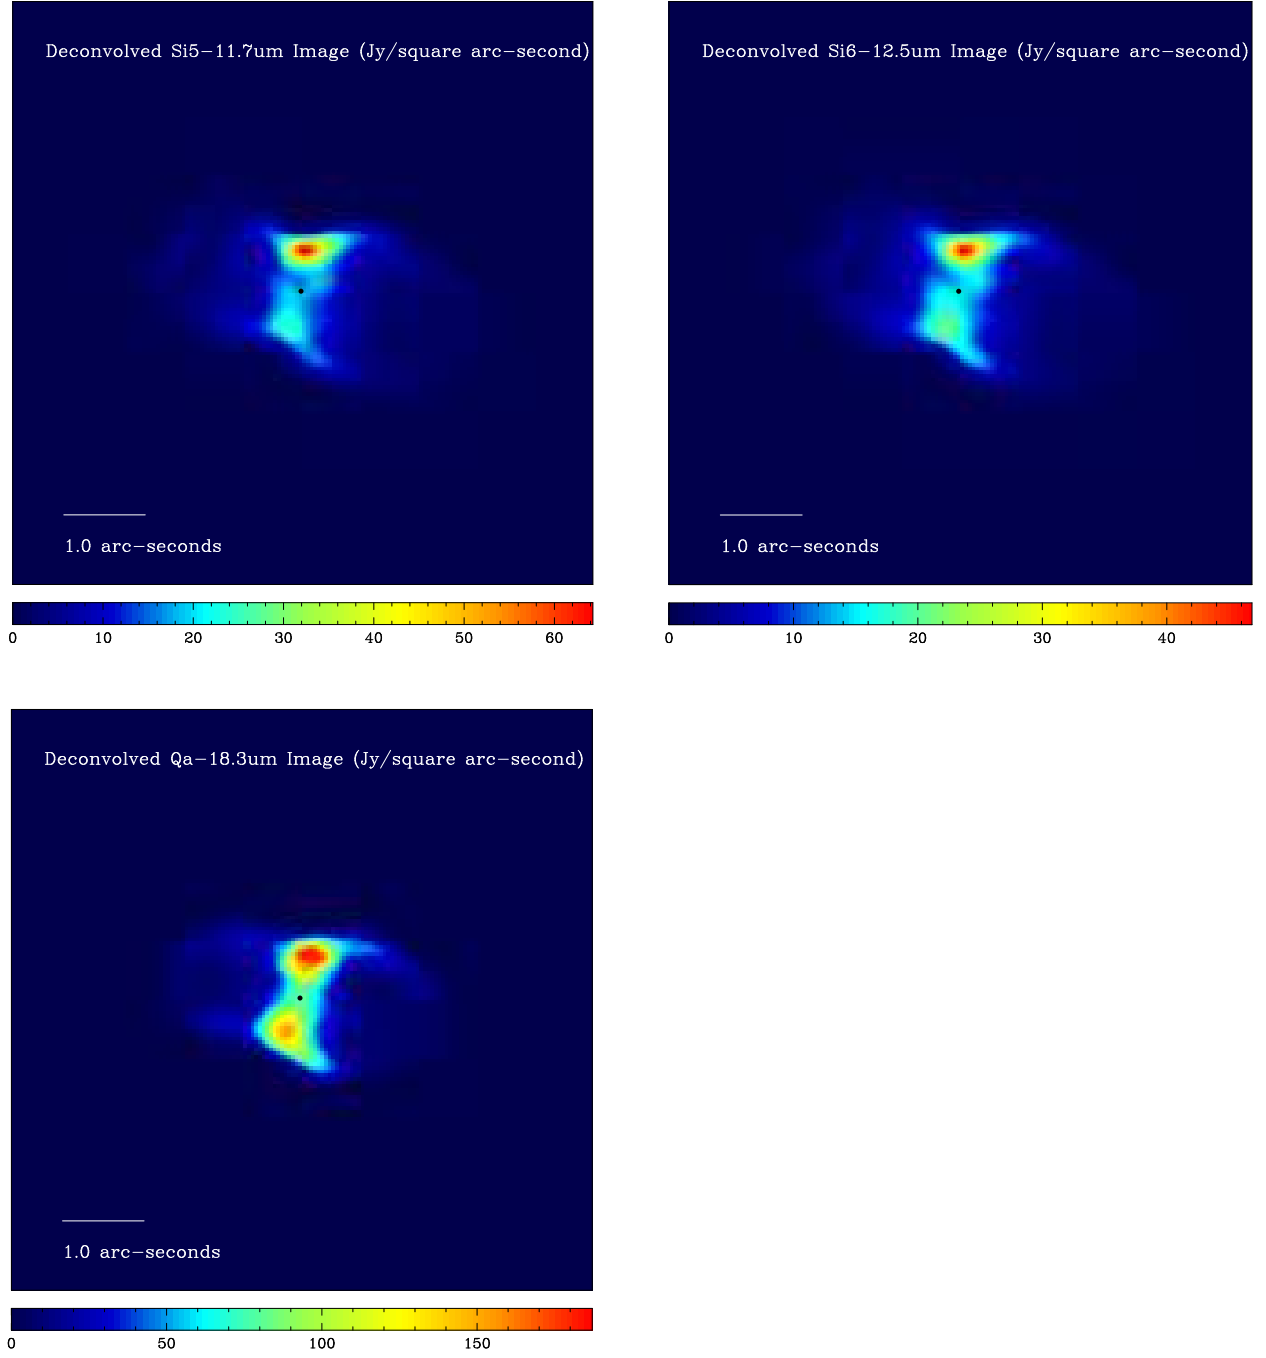 Deconvolved Si5-11.7um Image (Jy/square arc-second)
1.0 arc-seconds
0 10 20 30 40 50 60
Deconvolved Si6-12.5um Image (Jy/square arc-second)
1.0 arc-seconds
0 10 20 30 40
Deconvolved Qa-18.3um Image (Jy/square arc-second)
1.0 arc-seconds
0 50 100 150